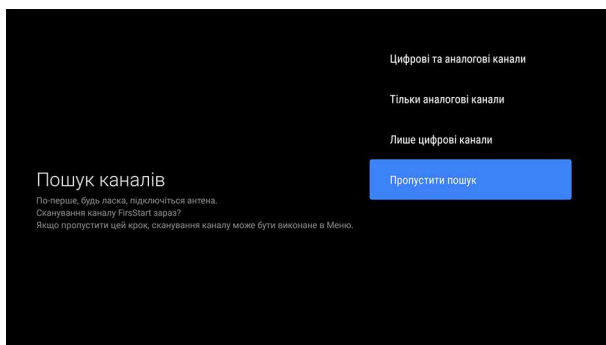 Цифрові та аналогові канали
Тільки аналогові канали
Лише цифрові канали
Пропустити пошук
Пошук каналів
По-перше, будь ласка, підключіться антена.
Сканування каналу FirsStart зараз?
Якщо пропустити цей крок, сканування каналу може бути виконане в Меню.